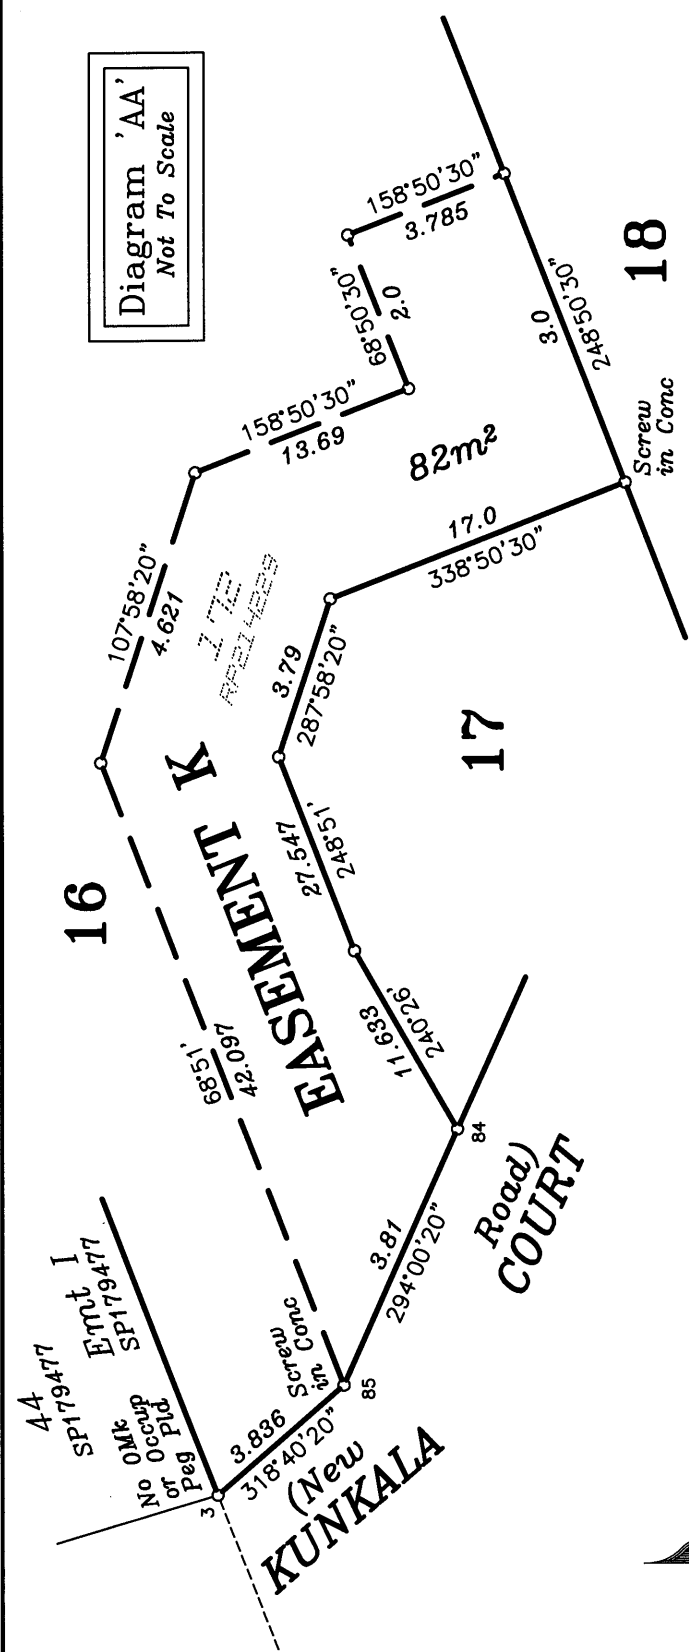 Diagram 'AA'
Not To Scale
44
SP179477
Emt I
SP179477
No OMk
or Occup
Peg Pld
3
3.836
318°40'20"
Screw
in Conc
85
(New
KUNKALA
Road)
COURT
3.81
294°00'20"
84
68°51'
42.097
16
EASEMENT K
11.633
240°26'
27.547
248°51'
3.79
287°58'20"
107°58'20"
4.621
172
RP214229
17
158°50'30"
13.69
82m²
17.0
338°50'30"
68°50'30"
2.0
158°50'30"
3.785
3.0
248°50'30"
Screw
in Conc
18